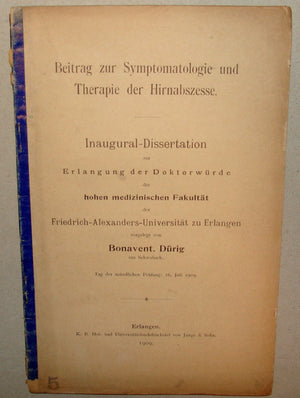 Beitrag zur Symptomatologie und
Therapie der Hirnabszesse.
Inaugural-Dissertation
zur
Erlangung der Doktorwürde
der
hohen medizinischen Fakultät
der
Friedrich-Alexanders-Universität zu Erlangen
vorgelegt von
Bonavent. Dürig
aus
Tag der mündlichen Prüfung: 16. Juli 1909.
Erlangen.
K. B. Hof- und Universitätsbuchdruckerei von Junge & Sohn.
1909.
5